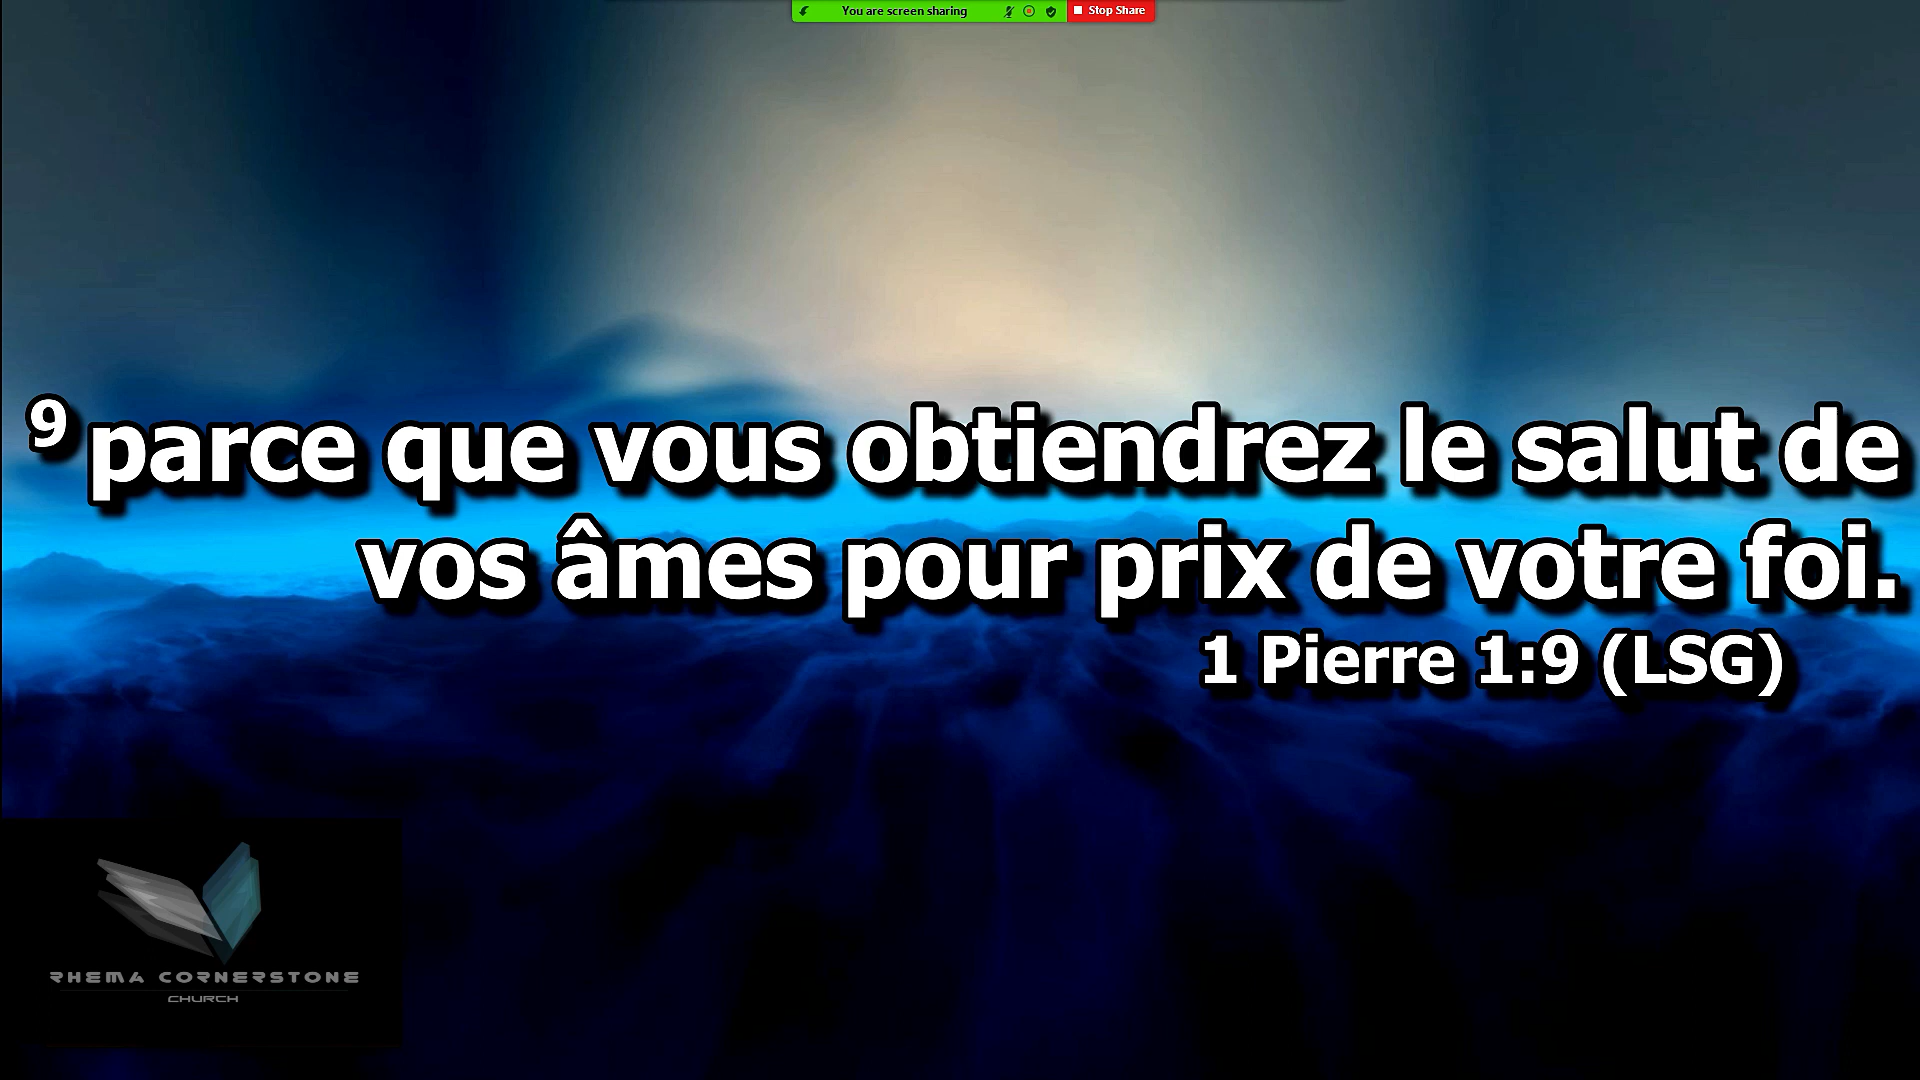 You are screen sharing Stop Share
9 parce que vous obtiendrez le salut de
vos âmes pour prix de votre foi.
1 Pierre 1:9 (LSG)
RHEMA CORNERSTONE
CHURCH